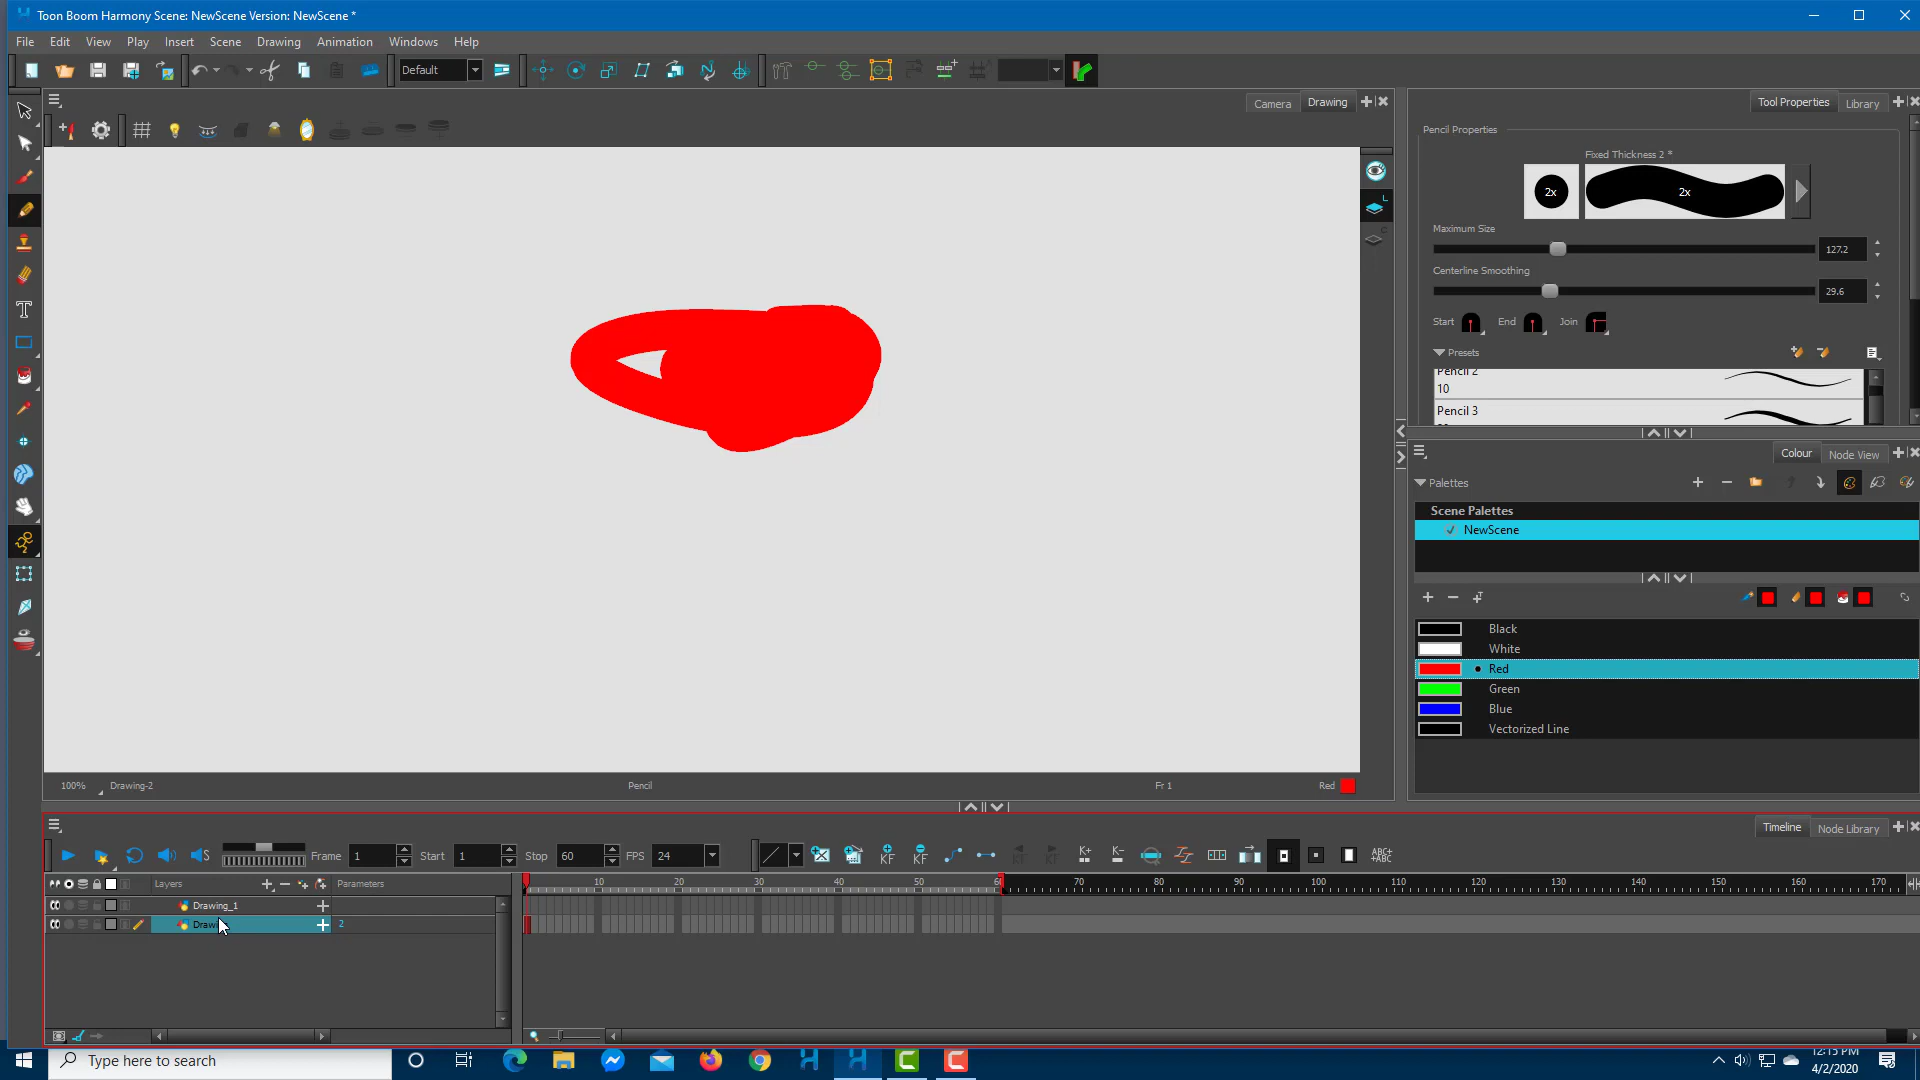 Toon Boom Harmony Scene: NewScene Version: NewScene *
File Edit View Play Insert Scene Drawing Animation Windows Help
Default
Camera Drawing
Tool Properties Library
Pencil Properties
Fixed Thickness 2 *
2x 2x
Maximum Size
127.2
Centerline Smoothing
29.6
Start End Join
Presets
Pencil 2
10
Pencil 3
Colour Node View
Palettes
Scene Palettes
NewScene
Black
White
Red
Green
Blue
Vectorized Line
100% Drawing-2 Pencil Fr 1 Red
Timeline Node Library
Frame 1 Start 1 Stop 60 FPS 24
Layers Parameters
10 20 30 40 50 70 80 90 100 110 120 130 140 150 160 170
Drawing_1
2
Type here to search
12:15 PM
4/2/2020